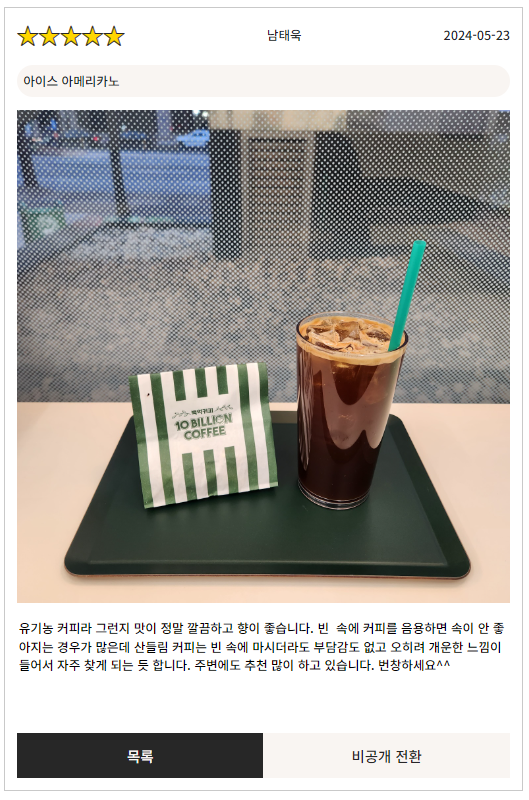 남태욱
2024-05-23
아이스 아메리카노
백억커피
10 BILLION
COFFEE
유기농 커피라 그런지 맛이 정말 깔끔하고 향이 좋습니다. 빈  속에 커피를 음용하면 속이 안 좋
아지는 경우가 많은데 산들림 커피는 빈 속에 마시더라도 부담감도 없고 오히려 개운한 느낌이
들어서 자주 찾게 되는 듯 합니다. 주변에도 추천 많이 하고 있습니다. 번창하세요^^
목록
비공개 전환